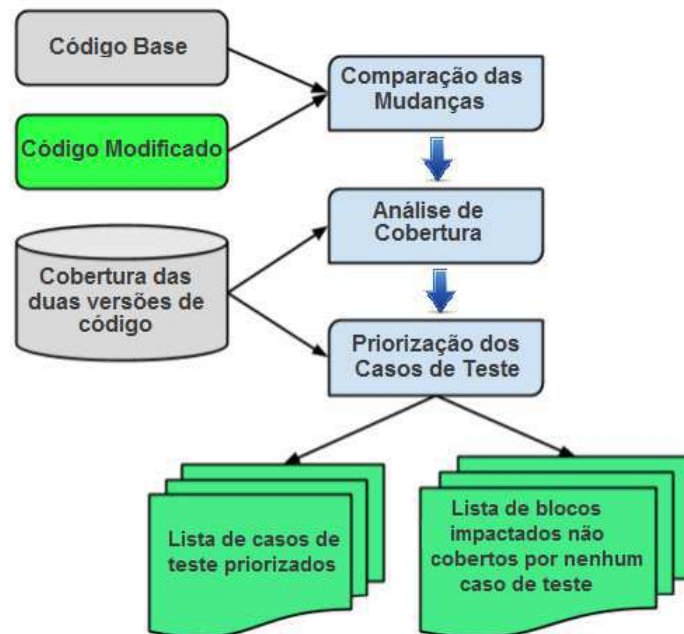 Código Base
Comparação das
Mudanças
Código Modificado
Análise de
Cobertura
Cobertura das
duas versões de
código
Priorização dos
Casos de Teste
Lista de casos de
teste priorizados
Lista de blocos
impactados não
cobertos por nenhum
caso de teste